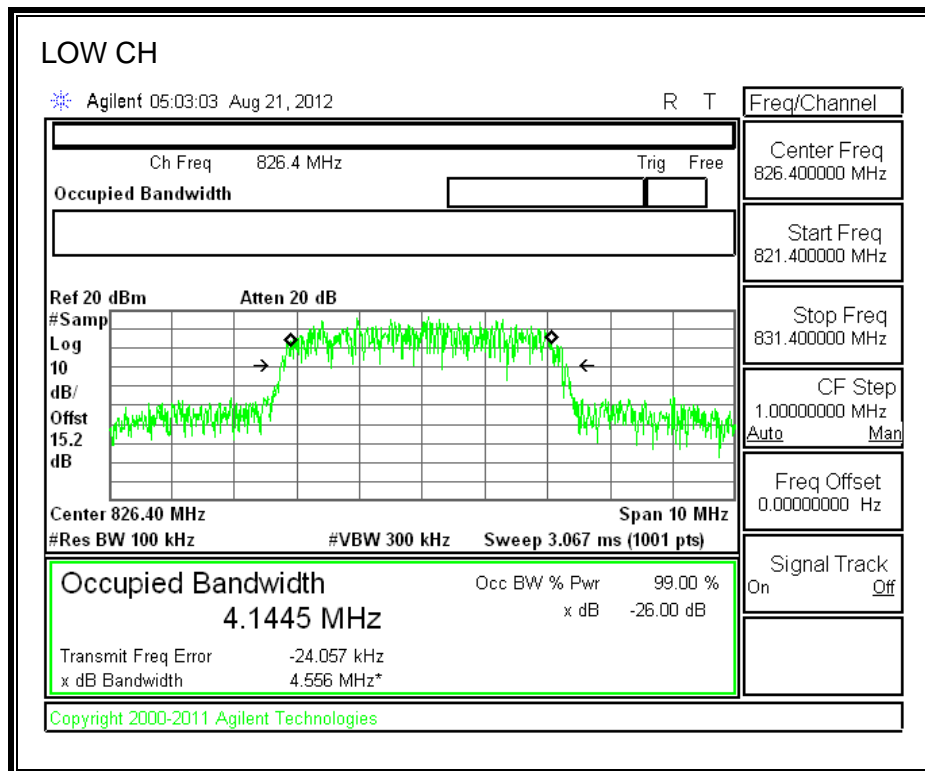 LOW CH
Agilent 05:03:03 Aug 21, 2012 R T
Freq/Channel
Ch Freq 826.4 MHz Trig Free
Occupied Bandwidth
Center Freq
826.400000 MHz
Start Freq
821.400000 MHz
Stop Freq
831.400000 MHz
CF Step
1.00000000 MHz
Auto Man
Freq Offset
0.00000000 Hz
Signal Track
On Off
Ref 20 dBm Atten 20 dB
#Samp
Log
10
dB/
Offst
15.2
dB
Center 826.40 MHz Span 10 MHz
#Res BW 100 kHz #VBW 300 kHz Sweep 3.067 ms (1001 pts)
Occupied Bandwidth Occ BW % Pwr 99.00 %
4.1445 MHz x dB -26.00 dB
Transmit Freq Error -24.057 kHz
x dB Bandwidth 4.556 MHz*
Copyright 2000-2011 Agilent Technologies